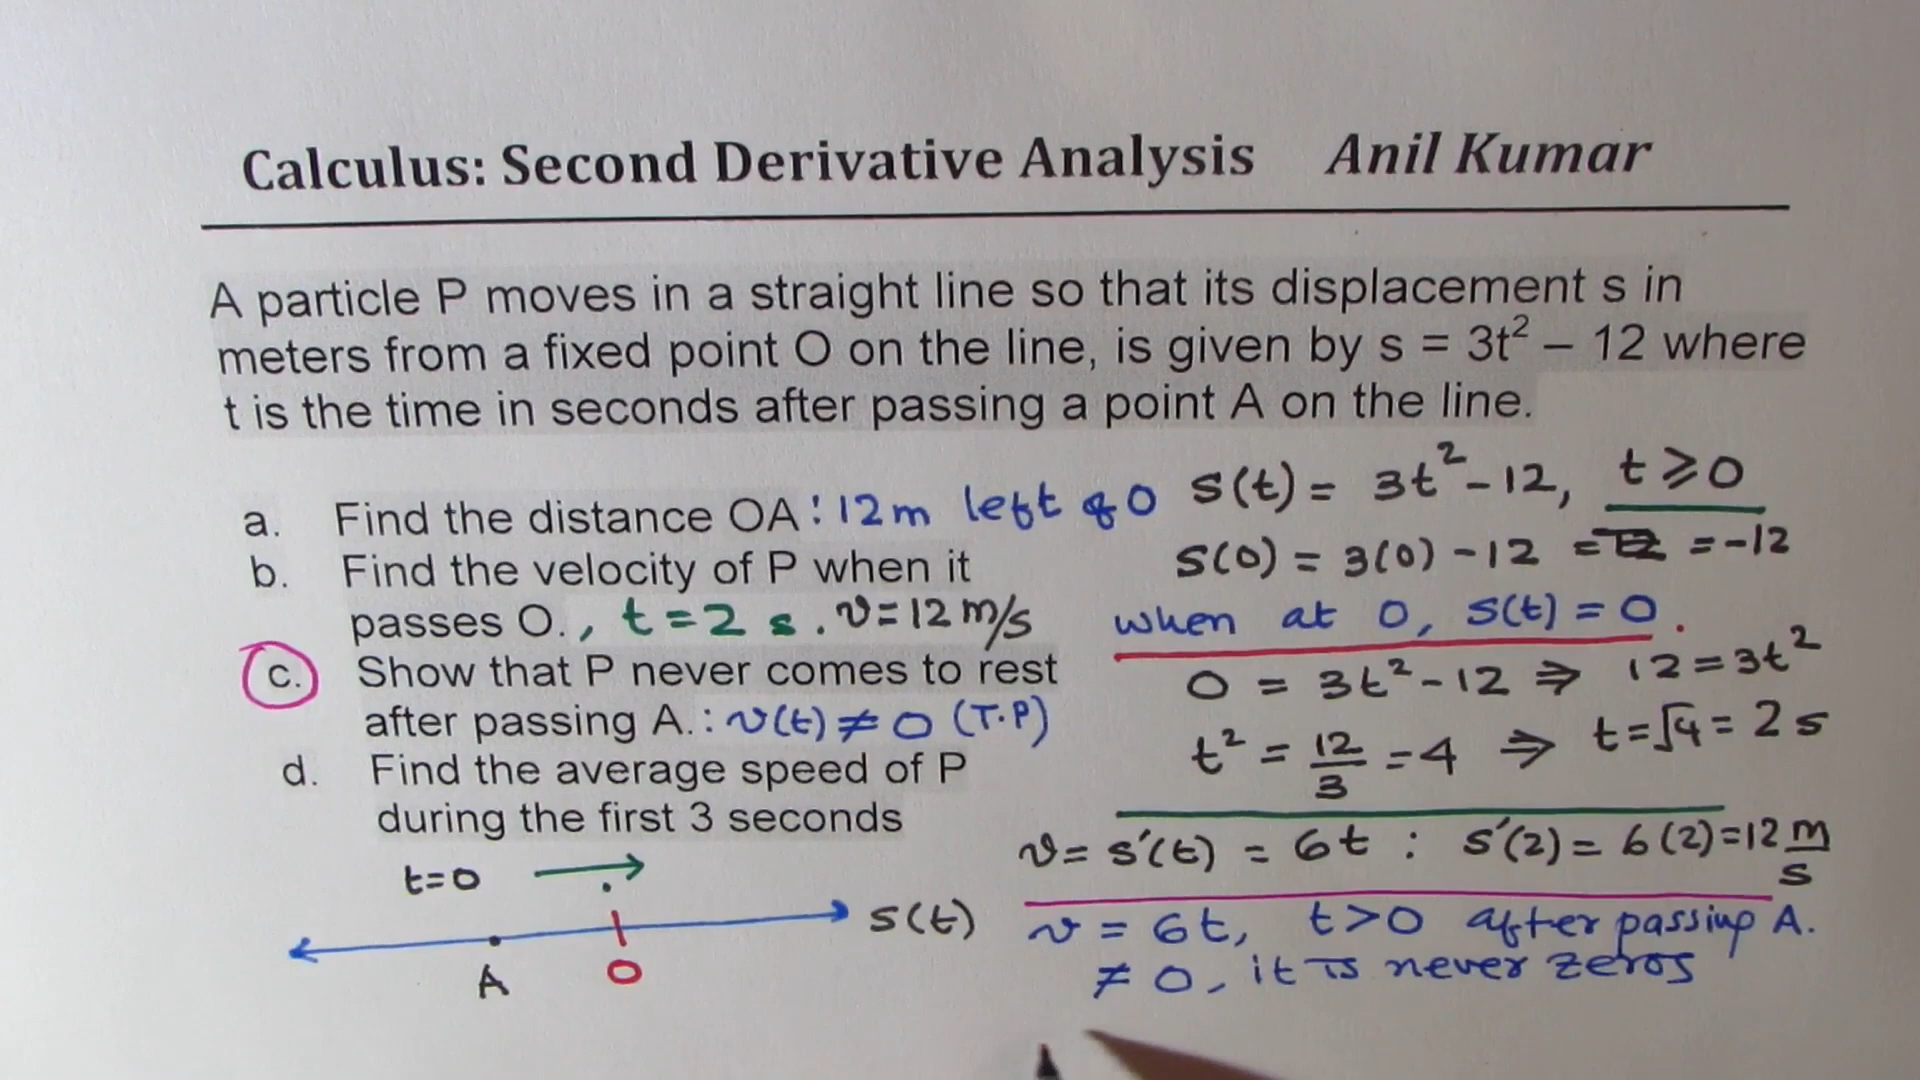 Calculus: Second Derivative Analysis Anil Kumar
A particle P moves in a straight line so that its displacement s in
meters from a fixed point O on the line, is given by s = 3t² – 12 where
t is the time in seconds after passing a point A on the line.
a. Find the distance OA : 12m left of O
b. Find the velocity of P when it
passes O., t = 2 s. v = 12 m/s
c. Show that P never comes to rest
after passing A. : v(t) ≠ 0 (T.P)
d. Find the average speed of P
during the first 3 seconds
t=0
S(t)
A
O
S(t) = 3t² - 12, t ⩾ 0
S(0) = 3(0) - 12 = = -12
when at O, S(t) = 0.
0 = 3t² - 12 ⇒ 12 = 3t²
t² = 12/3 = 4 ⇒ t = √4 = 2 s
v = s'(t) = 6t : s'(2) = 6(2) = 12 m/s
v = 6t, t > 0 after passing A.
≠ 0, it is never zeros